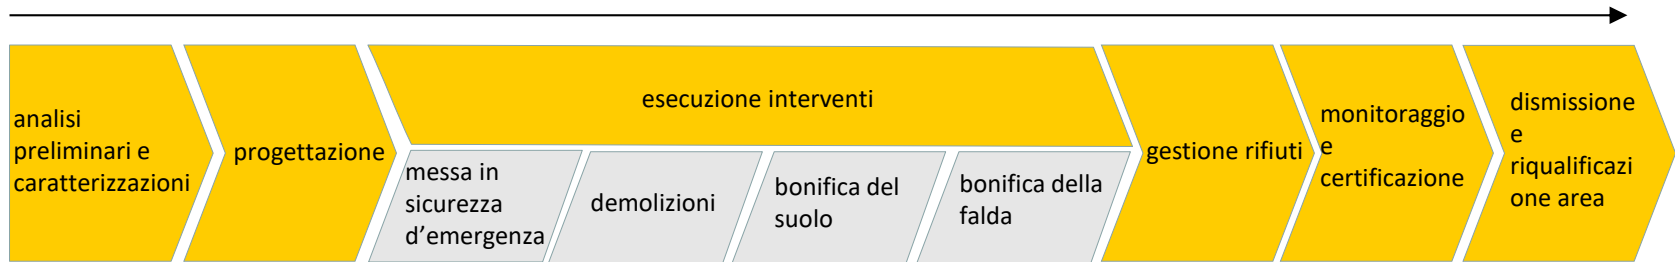 analisi
preliminari e
caratterizzazioni
progettazione
esecuzione interventi
messa in
sicurezza
d'emergenza
demolizioni
bonifica del
suolo
bonifica della
falda
gestione rifiuti
monitoraggio
e
certificazione
dismissione
e
riqualificazi
one area